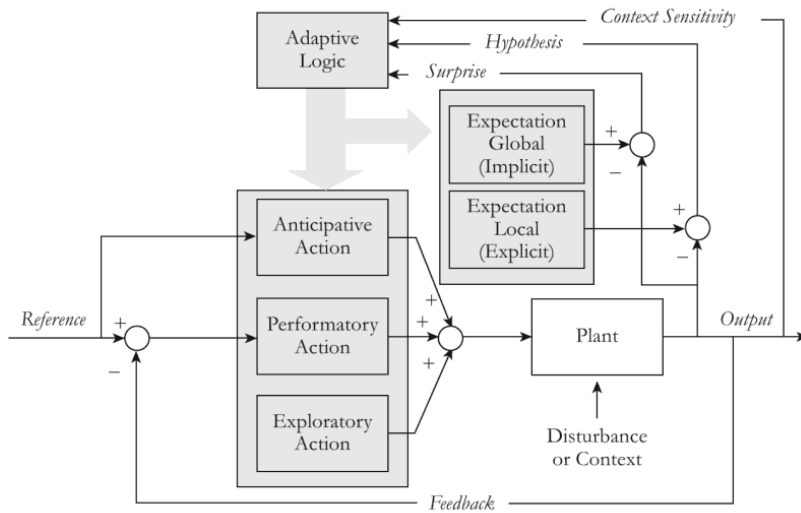 Context Sensitivity
Adaptive
Logic
Hypothesis
Surprise
Expectation
Global
(Implicit)
+
−
Expectation
Local
(Explicit)
+
−
Anticipative
Action
Reference
+
−
Performatory
Action
+
+
+
Plant
Output
Exploratory
Action
Disturbance
or Context
Feedback